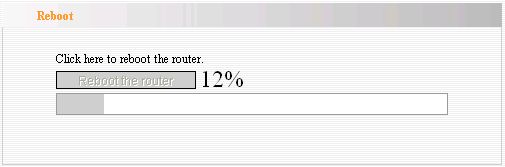 Reboot
Click here to reboot the router.
Reboot the router 12%